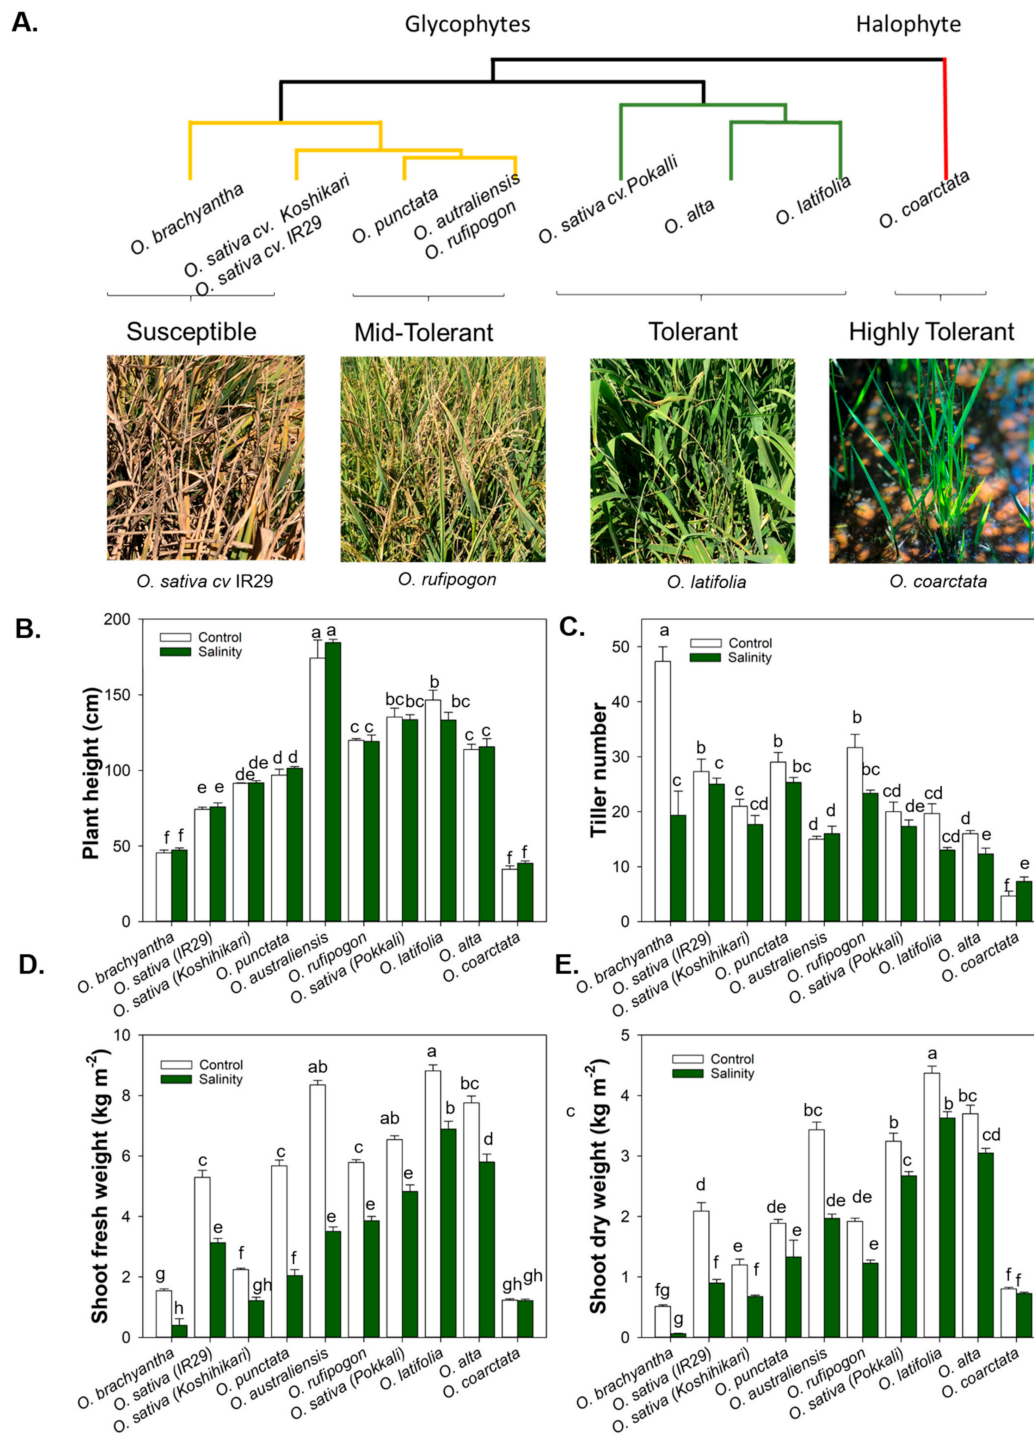 A.
Glycophytes
Halophyte
O. brachyantha
O. sativa cv. Koshikari
O. sativa cv. IR29
O. punctata
O. autraliensis
O. rufipogon
O. sativa cv.Pokalli
O. alta
O. latifolia
O. coarctata
Susceptible
Mid-Tolerant
Tolerant
Highly Tolerant
O. sativa cv IR29
O. rufipogon
O. latifolia
O. coarctata
B.
Plant height (cm)
200
150
100
50
0
Control
Salinity
f f e e de de d d a a c c bc bc b bc c c f f
O. brachyantha
O. sativa (IR29)
O. sativa (Koshihikari)
O. punctata
O. australiensis
O. rufipogon
O. sativa (Pokkali)
O. latifolia
O. alta
O. coarctata
C.
Tiller number
50
40
30
20
10
0
Control
Salinity
a c b c c cd b bc d d b bc cd de cd cd d e f e
O. brachyantha
O. sativa (IR29)
O. sativa (Koshihikari)
O. punctata
O. australiensis
O. rufipogon
O. sativa (Pokkali)
O. latifolia
O. alta
O. coarctata
D.
Shoot fresh weight (kg m-2)
10
8
6
4
2
0
Control
Salinity
g h c e f gh c f ab e c e ab e a b bc d gh gh
O. brachyantha
O. sativa (IR29)
O. sativa (Koshihikari)
O. punctata
O. australiensis
O. rufipogon
O. sativa (Pokkali)
O. latifolia
O. alta
O. coarctata
E.
c
Shoot dry weight (kg m-2)
5
4
3
2
1
0
Control
Salinity
fg g d f e f de e bc de de e b c a b bc cd f f
O. brachyantha
O. sativa (IR29)
O. sativa (Koshihikari)
O. punctata
O. australiensis
O. rufipogon
O. sativa (Pokkali)
O. latifolia
O. alta
O. coarctata